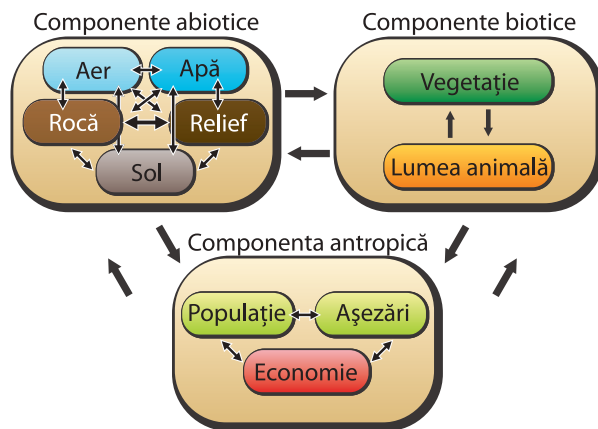 Componente abiotice
Componente biotice
Aer
Apă
Rocă
Relief
Sol
Vegetație
Lumea animală
Componenta antropică
Populație
Așezări
Economie